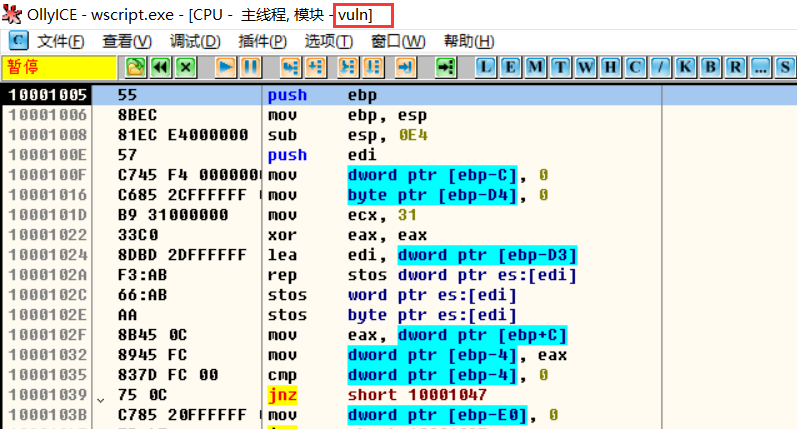 OllyICE - wscript.exe - [CPU - 主线程, 模块 - vuln]
C 文件(F) 查看(V) 调试(D) 插件(P) 选项(T) 窗口(W) 帮助(H)
暂停 L E M T W H C / K B R ... S
10001005 55 push ebp
10001006 8BEC mov ebp, esp
10001008 81EC E4000000 sub esp, 0E4
1000100E 57 push edi
1000100F C745 F4 0000000 mov dword ptr [ebp-C], 0
10001016 C685 2CFFFFFF mov byte ptr [ebp-D4], 0
1000101D B9 31000000 mov ecx, 31
10001022 33C0 xor eax, eax
10001024 8DBD 2DFFFFFF lea edi, dword ptr [ebp-D3]
1000102A F3:AB rep stos dword ptr es:[edi]
1000102C 66:AB stos word ptr es:[edi]
1000102E AA stos byte ptr es:[edi]
1000102F 8B45 0C mov eax, dword ptr [ebp+C]
10001032 8945 FC mov dword ptr [ebp-4], eax
10001035 837D FC 00 cmp dword ptr [ebp-4], 0
10001039 75 0C jnz short 10001047
1000103B C785 20FFFFFF mov dword ptr [ebp-E0], 0